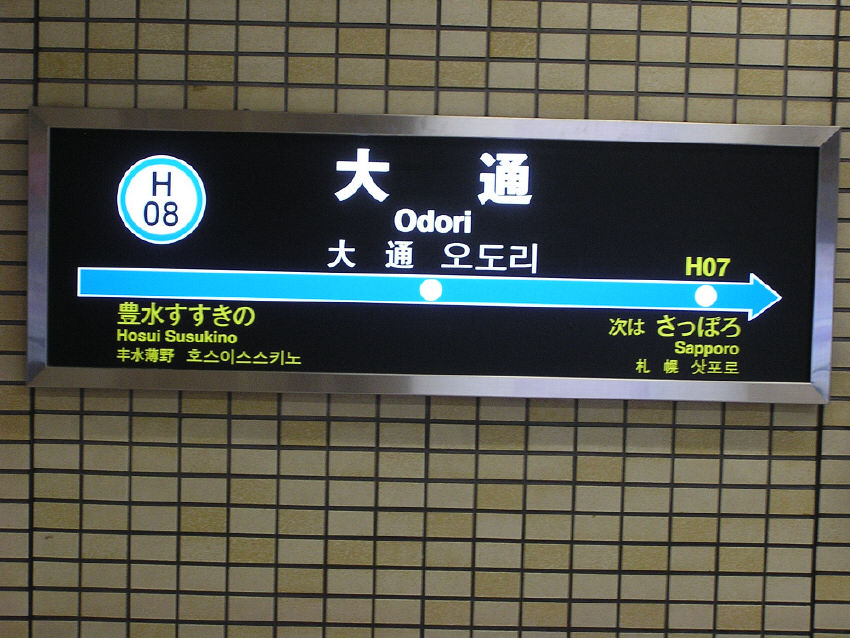 H
08
大 通
Odori
大 通 오도리
H07
豊水すすきの
Hosui Susukino
丰水薄野 호스이스스키노
次は さっぽろ
Sapporo
札 幌 삿포로